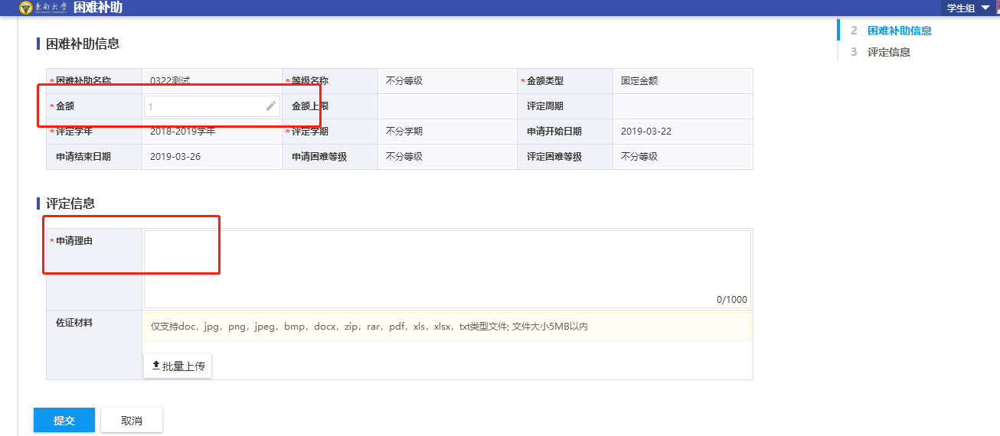 东南大学 困难补助 学生组
2 困难补助信息
3 评定信息
困难补助信息
*困难补助名称 0322测试 *等级名称 不分等级 *金额类型 固定金额
*金额 1 金额上限 评定周期
*评定学年 2018-2019学年 *评定学期 不分学期 申请开始日期 2019-03-22
申请结束日期 2019-03-26 申请困难等级 不分等级 评定困难等级 不分等级
评定信息
*申请理由
0/1000
佐证材料 仅支持doc，jpg，png，jpeg，bmp，docx，zip，rar，pdf，xls，xlsx，txt类型文件; 文件大小5MB以内
批量上传
提交 取消